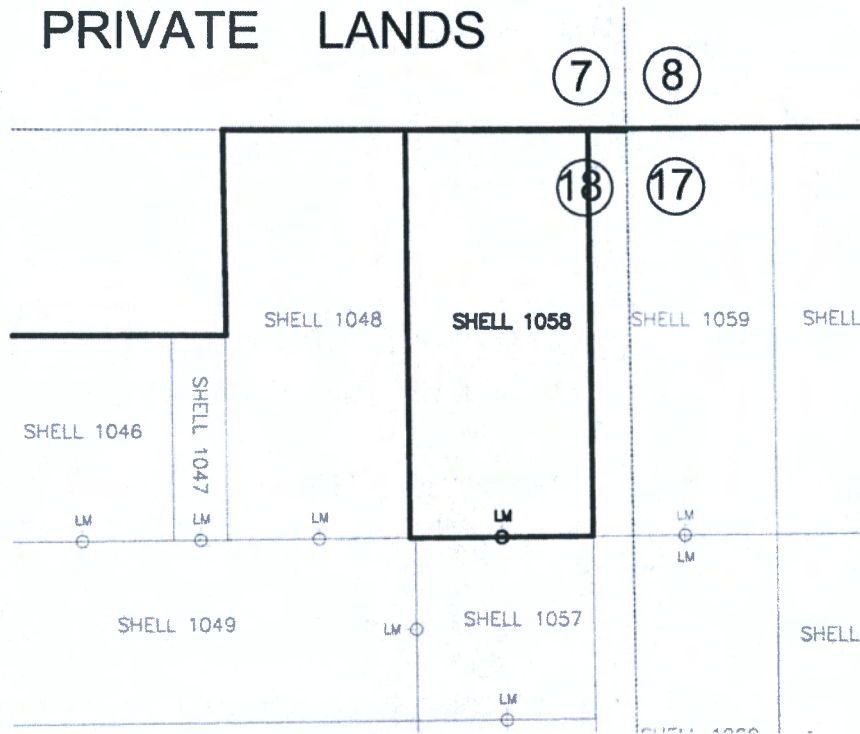 PRIVATE LANDS
7 8
18 17
SHELL 1048
SHELL 1058
SHELL 1059
SHELL
SHELL 1046
SHELL 1047
LM
LM
LM
LM
LM
LM
SHELL 1049
LM
SHELL 1057
SHELL
LM